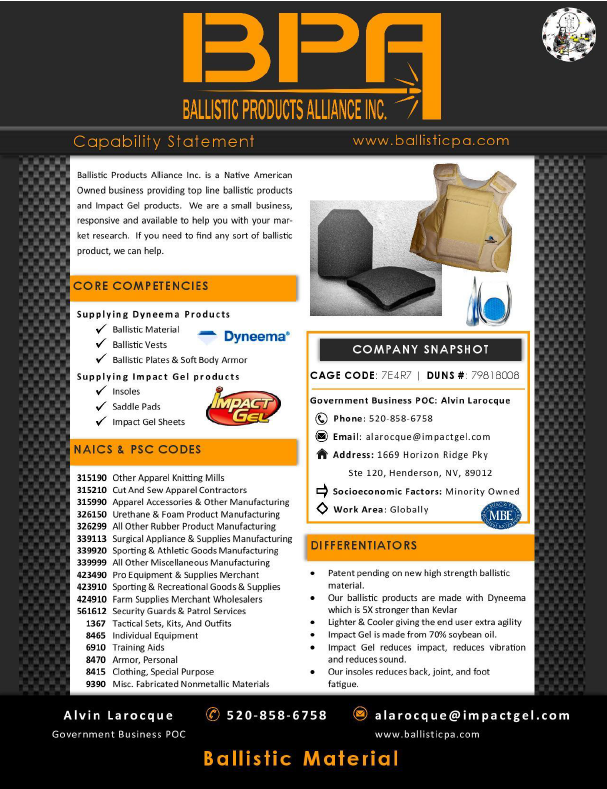 BPA
BALLISTIC PRODUCTS ALLIANCE INC.
Capability Statement
www.ballisticpa.com
Ballistic Products Alliance Inc. is a Native American
Owned business providing top line ballistic products
and Impact Gel products. We are a small business,
responsive and available to help you with your mar-
ket research. If you need to find any sort of ballistic
product, we can help.
CORE COMPETENCIES
Supplying Dyneema Products
Ballistic Material
Ballistic Vests
Ballistic Plates & Soft Body Armor
Dyneema®
Supplying Impact Gel products
Insoles
Saddle Pads
Impact Gel Sheets
IMPACT
GEL
NAICS & PSC CODES
315190 Other Apparel Knitting Mills
315210 Cut And Sew Apparel Contractors
315990 Apparel Accessories & Other Manufacturing
326150 Urethane & Foam Product Manufacturing
326299 All Other Rubber Product Manufacturing
339113 Surgical Appliance & Supplies Manufacturing
339920 Sporting & Athletic Goods Manufacturing
339999 All Other Miscellaneous Manufacturing
423490 Pro Equipment & Supplies Merchant
423910 Sporting & Recreational Goods & Supplies
424910 Farm Supplies Merchant Wholesalers
561612 Security Guards & Patrol Services
1367 Tactical Sets, Kits, And Outfits
8465 Individual Equipment
6910 Training Aids
8470 Armor, Personal
8415 Clothing, Special Purpose
9390 Misc. Fabricated Nonmetallic Materials
COMPANY SNAPSHOT
CAGE CODE: 7E4R7 | DUNS #: 79818008
Government Business POC: Alvin Larocque
Phone: 520-858-6758
Email: alarocque@impactgel.com
Address: 1669 Horizon Ridge Pky
Ste 120, Henderson, NV, 89012
Socioeconomic Factors: Minority Owned
Work Area: Globally
MBE
DIFFERENTIATORS
• Patent pending on new high strength ballistic
material.
• Our ballistic products are made with Dyneema
which is 5X stronger than Kevlar
• Lighter & Cooler giving the end user extra agility
• Impact Gel is made from 70% soybean oil.
• Impact Gel reduces impact, reduces vibration
and reduces sound.
• Our insoles reduces back, joint, and foot
fatigue.
Alvin Larocque
Government Business POC
520-858-6758
alarocque@impactgel.com
www.ballisticpa.com
Ballistic Material